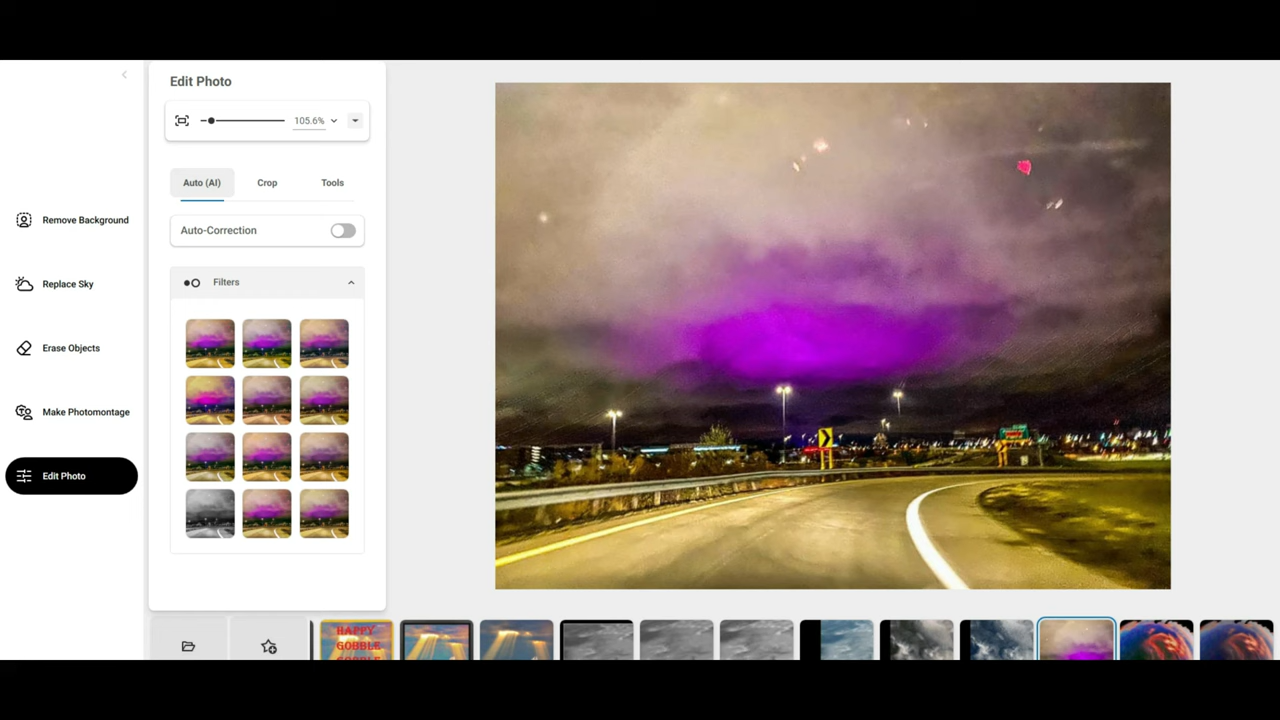 Edit Photo
105.6%
Auto (AI)
Crop
Tools
Remove Background
Auto-Correction
Replace Sky
Filters
Erase Objects
Make Photomontage
Edit Photo
HAPPY
GOBBLE
GOBBLE